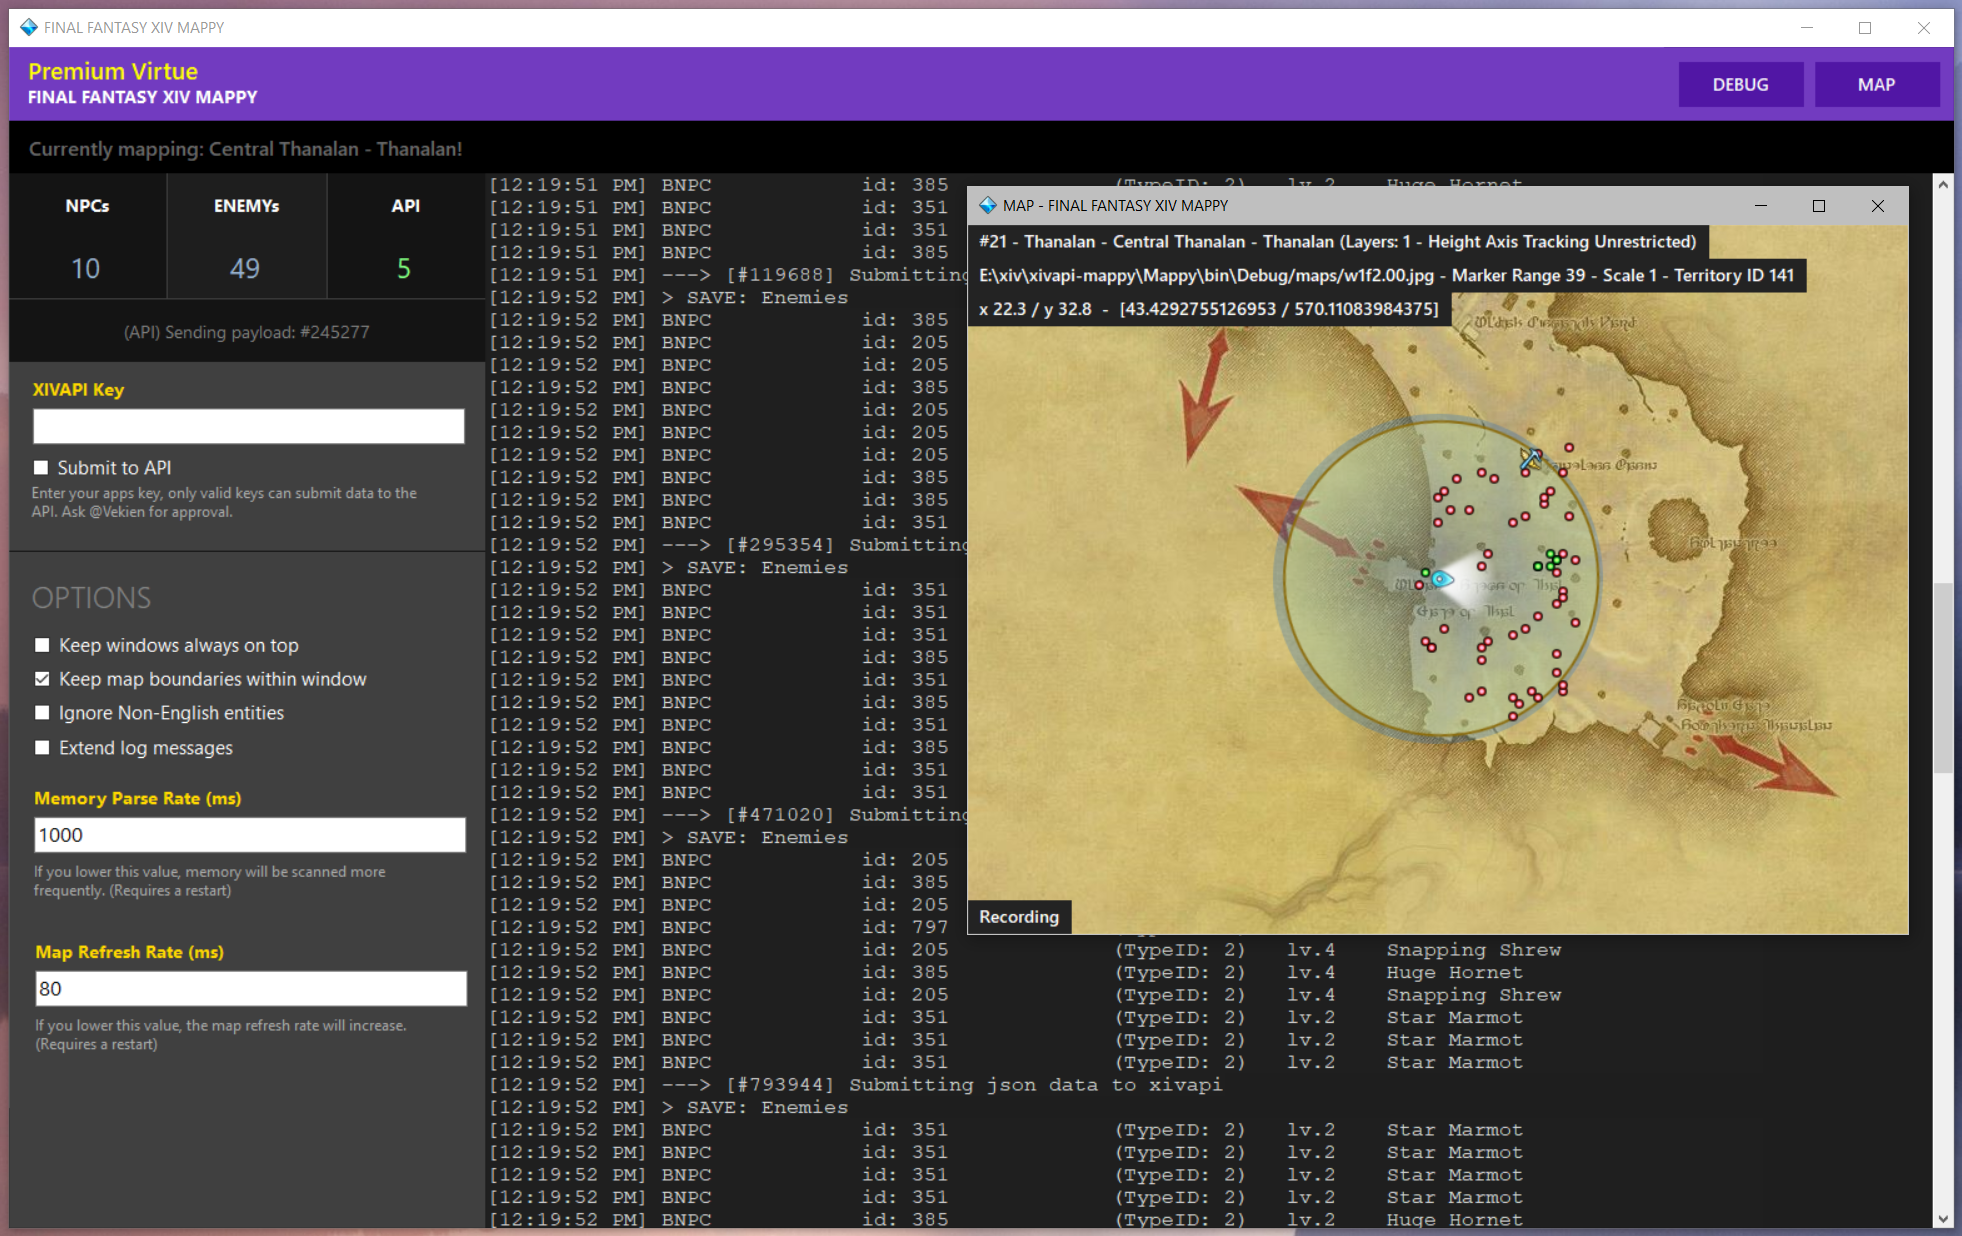 FINAL FANTASY XIV MAPPY
Premium Virtue
FINAL FANTASY XIV MAPPY
DEBUG
MAP
Currently mapping: Central Thanalan - Thanalan!
NPCs
ENEMYs
API
10
49
5
(API) Sending payload: #245277
XIVAPI Key
Submit to API
Enter your apps key, only valid keys can submit data to the
API. Ask @Vekien for approval.
OPTIONS
Keep windows always on top
Keep map boundaries within window
Ignore Non-English entities
Extend log messages
Memory Parse Rate (ms)
1000
If you lower this value, memory will be scanned more
frequently. (Requires a restart)
Map Refresh Rate (ms)
80
If you lower this value, the map refresh rate will increase.
(Requires a restart)
[12:19:51 PM] BNPC id: 385 (TypeID: 2) lv.2 Huge Hornet
[12:19:51 PM] BNPC id: 351
[12:19:51 PM] BNPC id: 351
[12:19:51 PM] BNPC id: 385
[12:19:51 PM] ---> [#119688] Submitting
[12:19:52 PM] > SAVE: Enemies
[12:19:52 PM] BNPC id: 385
[12:19:52 PM] BNPC id: 205
[12:19:52 PM] BNPC id: 205
[12:19:52 PM] BNPC id: 385
[12:19:52 PM] BNPC id: 205
[12:19:52 PM] BNPC id: 205
[12:19:52 PM] BNPC id: 205
[12:19:52 PM] BNPC id: 385
[12:19:52 PM] BNPC id: 385
[12:19:52 PM] BNPC id: 351
[12:19:52 PM] ---> [#295354] Submitting
[12:19:52 PM] > SAVE: Enemies
[12:19:52 PM] BNPC id: 351
[12:19:52 PM] BNPC id: 351
[12:19:52 PM] BNPC id: 351
[12:19:52 PM] BNPC id: 385
[12:19:52 PM] BNPC id: 351
[12:19:52 PM] BNPC id: 385
[12:19:52 PM] BNPC id: 351
[12:19:52 PM] BNPC id: 385
[12:19:52 PM] BNPC id: 351
[12:19:52 PM] BNPC id: 351
[12:19:52 PM] ---> [#471020] Submitting
[12:19:52 PM] > SAVE: Enemies
[12:19:52 PM] BNPC id: 205
[12:19:52 PM] BNPC id: 385
[12:19:52 PM] BNPC id: 205
[12:19:52 PM] BNPC id: 797
[12:19:52 PM] BNPC id: 205 (TypeID: 2) lv.4 Snapping Shrew
[12:19:52 PM] BNPC id: 385 (TypeID: 2) lv.4 Huge Hornet
[12:19:52 PM] BNPC id: 205 (TypeID: 2) lv.4 Snapping Shrew
[12:19:52 PM] BNPC id: 351 (TypeID: 2) lv.2 Star Marmot
[12:19:52 PM] BNPC id: 351 (TypeID: 2) lv.2 Star Marmot
[12:19:52 PM] BNPC id: 351 (TypeID: 2) lv.2 Star Marmot
[12:19:52 PM] ---> [#793944] Submitting json data to xivapi
[12:19:52 PM] > SAVE: Enemies
[12:19:52 PM] BNPC id: 351 (TypeID: 2) lv.2 Star Marmot
[12:19:52 PM] BNPC id: 351 (TypeID: 2) lv.2 Star Marmot
[12:19:52 PM] BNPC id: 351 (TypeID: 2) lv.2 Star Marmot
[12:19:52 PM] BNPC id: 351 (TypeID: 2) lv.2 Star Marmot
[12:19:52 PM] BNPC id: 385 (TypeID: 2) lv.2 Huge Hornet
MAP - FINAL FANTASY XIV MAPPY
#21 - Thanalan - Central Thanalan - Thanalan (Layers: 1 - Height Axis Tracking Unrestricted)
E:\xiv\xivapi-mappy\Mappy\bin\Debug/maps/w1f2.00.jpg - Marker Range 39 - Scale 1 - Territory ID 141
x 22.3 / y 32.8 - [43.4292755126953 / 570.11083984375]
Recording